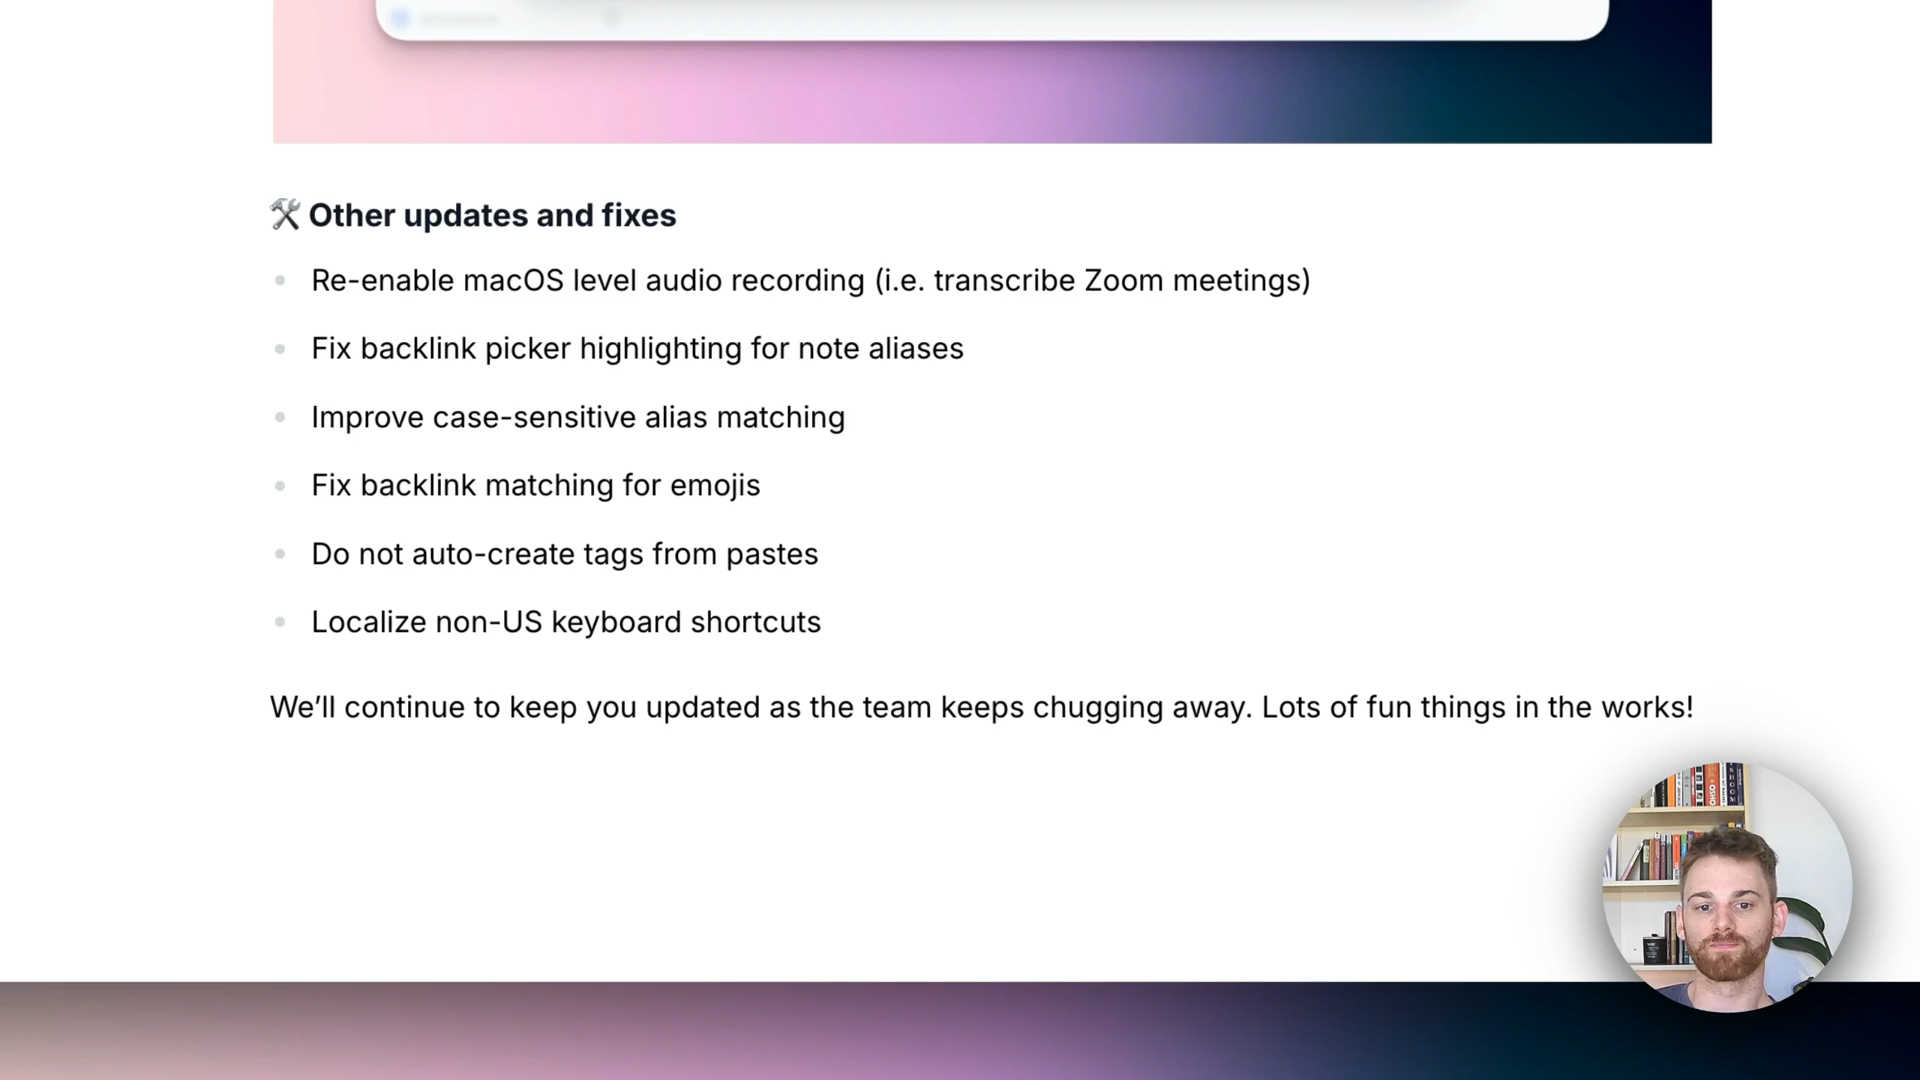 🛠 Other updates and fixes
Re-enable macOS level audio recording (i.e. transcribe Zoom meetings)
Fix backlink picker highlighting for note aliases
Improve case-sensitive alias matching
Fix backlink matching for emojis
Do not auto-create tags from pastes
Localize non-US keyboard shortcuts
We’ll continue to keep you updated as the team keeps chugging away. Lots of fun things in the works!
OSHO